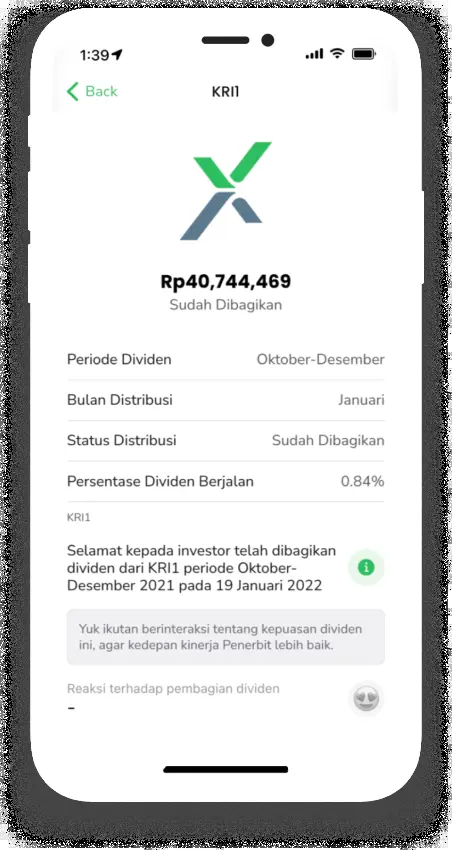 1:39
Back
KRI1
Rp40,744,469
Sudah Dibagikan
Periode Dividen Oktober-Desember
Bulan Distribusi Januari
Status Distribusi Sudah Dibagikan
Persentase Dividen Berjalan 0.84%
KRI1
Selamat kepada investor telah dibagikan
dividen dari KRI1 periode Oktober-
Desember 2021 pada 19 Januari 2022
Yuk ikutan berinteraksi tentang kepuasan dividen
ini, agar kedepan kinerja Penerbit lebih baik.
Reaksi terhadap pembagian dividen
-